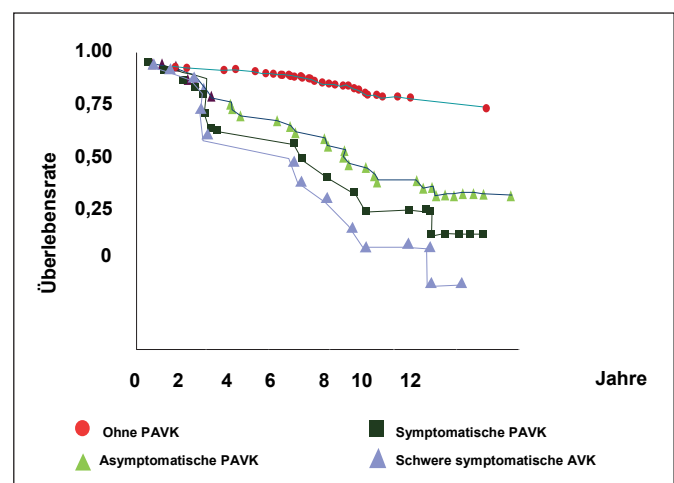 1.00
0,75
0,50
0,25
0
Überlebensrate
0 2 4 6 8 10 12 Jahre
Ohne PAVK
Symptomatische PAVK
Asymptomatische PAVK
Schwere symptomatische AVK